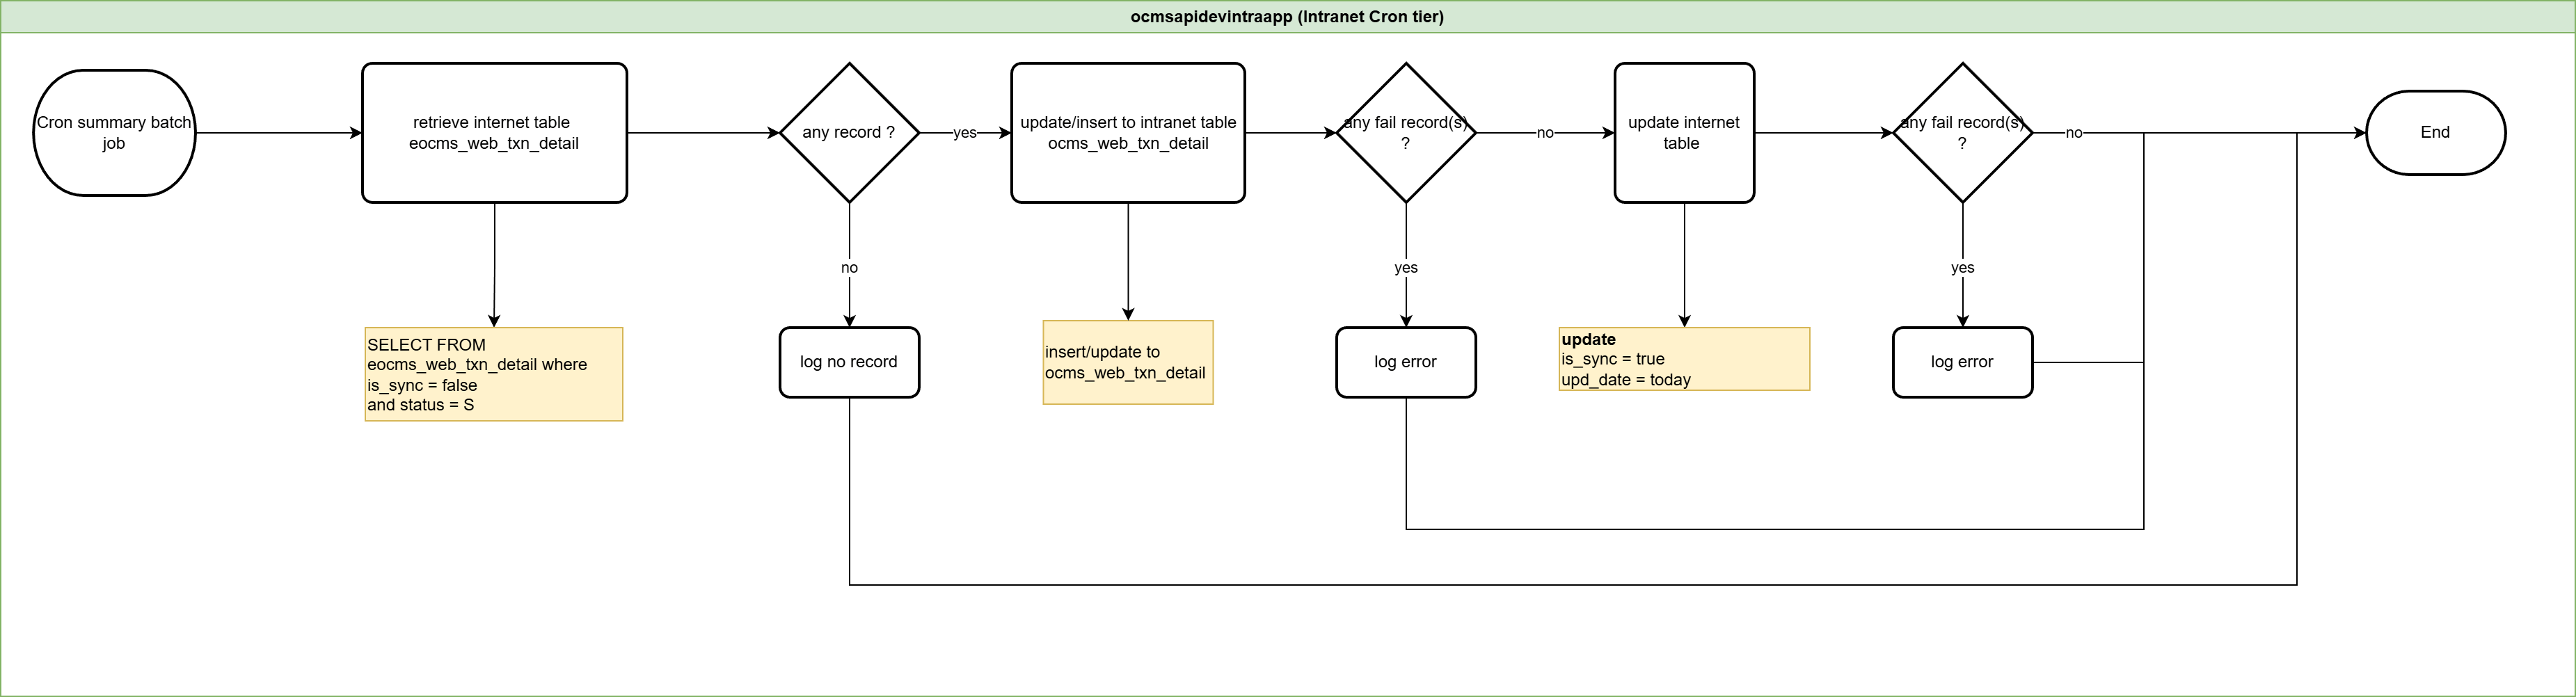 ocmsapidevintraapp (Intranet Cron tier)
Cron summary batch
job
retrieve internet table
eocms_web_txn_detail
any record ?
yes
update/insert to intranet table
ocms_web_txn_detail
any fail record(s)
?
no
update internet
table
any fail record(s)
?
no
End
no
yes
yes
SELECT FROM
eocms_web_txn_detail where
is_sync = false
and status = S
log no record
insert/update to
ocms_web_txn_detail
log error
update
is_sync = true
upd_date = today
log error